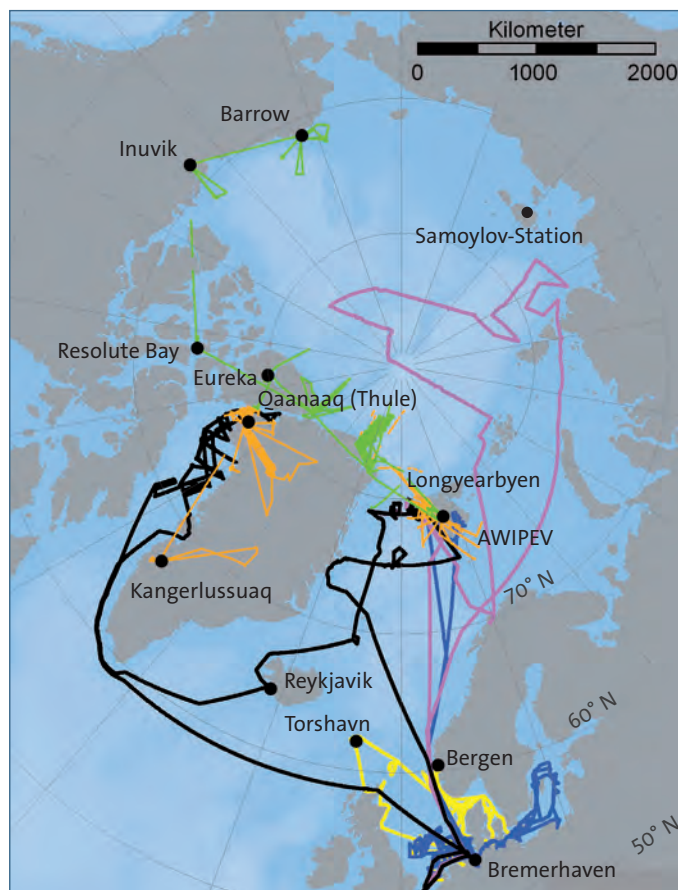 Kilometer
0 1000 2000
Barrow
Inuvik
Samoylov-Station
Resolute Bay
Eureka
Qaanaaq (Thule)
Longyearbyen
AWIPEV
Kangerlussuaq
70° N
Reykjavik
60° N
Torshavn
Bergen
50° N
Bremerhaven